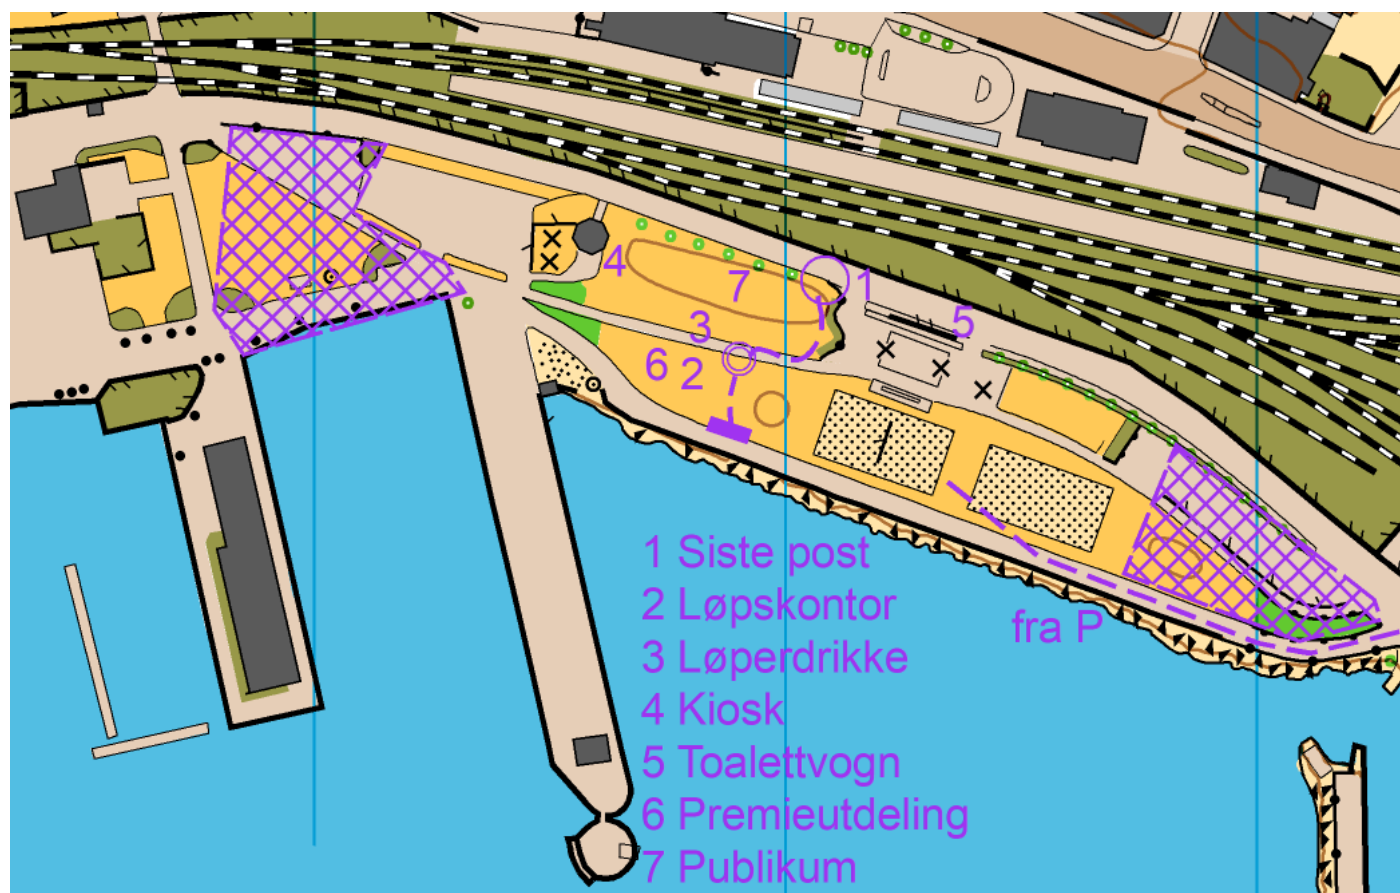 4
7
1
3
5
6
2
1 Siste post
2 Løpskontor
fra P
3 Løperdrikke
4 Kiosk
5 Toalettvogn
6 Premieutdeling
7 Publikum